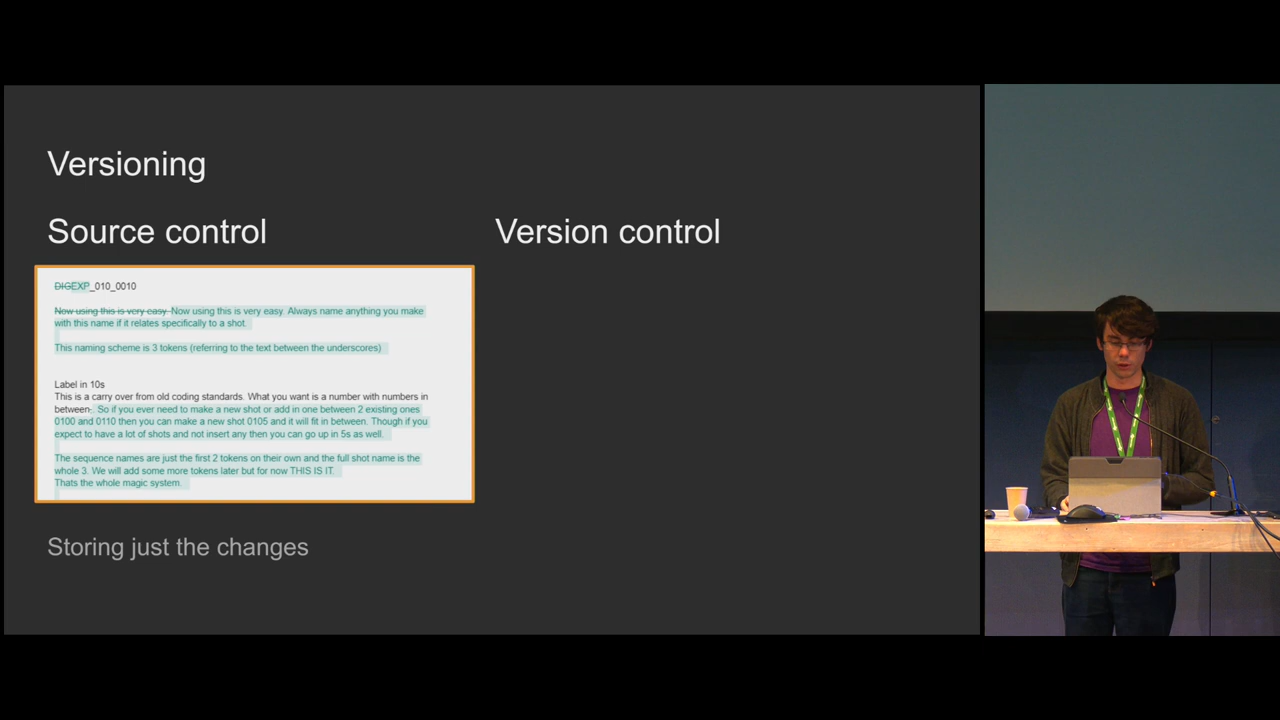 Versioning
Source control
Version control
DIGEXP_010_0010
Now using this is very easy. Now using this is very easy. Always name anything you make
with this name if it relates specifically to a shot.
This naming scheme is 3 tokens (referring to the text between the underscores)
Label in 10s
This is a carry over from old coding standards. What you want is a number with numbers in
between. So if you ever need to make a new shot or add in one between 2 existing ones
0100 and 0110 then you can make a new shot 0105 and it will fit in between. Though if you
expect to have a lot of shots and not insert any then you can go up in 5s as well.
The sequence names are just the first 2 tokens on their own and the full shot name is the
whole 3. We will add some more tokens later but for now THIS IS IT.
Thats the whole magic system.
Storing just the changes